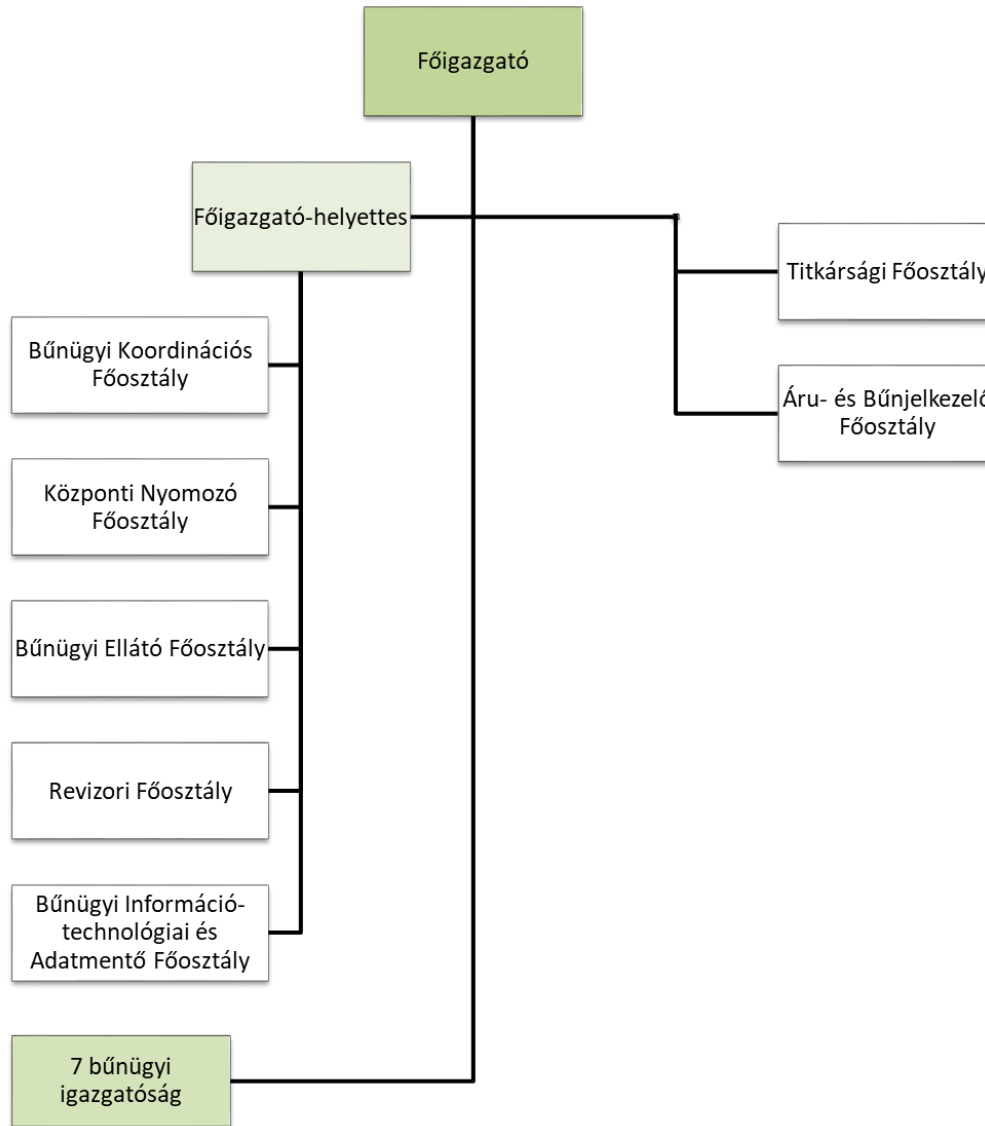 Főigazgató
Főigazgató-helyettes
Titkársági Főosztály
Bűnügyi Koordinációs
Főosztály
Áru- és Bűnjelkezelő
Főosztály
Központi Nyomozó
Főosztály
Bűnügyi Ellátó Főosztály
Revizori Főosztály
Bűnügyi Információ-
technológiai és
Adatmentő Főosztály
7 bűnügyi
igazgatóság